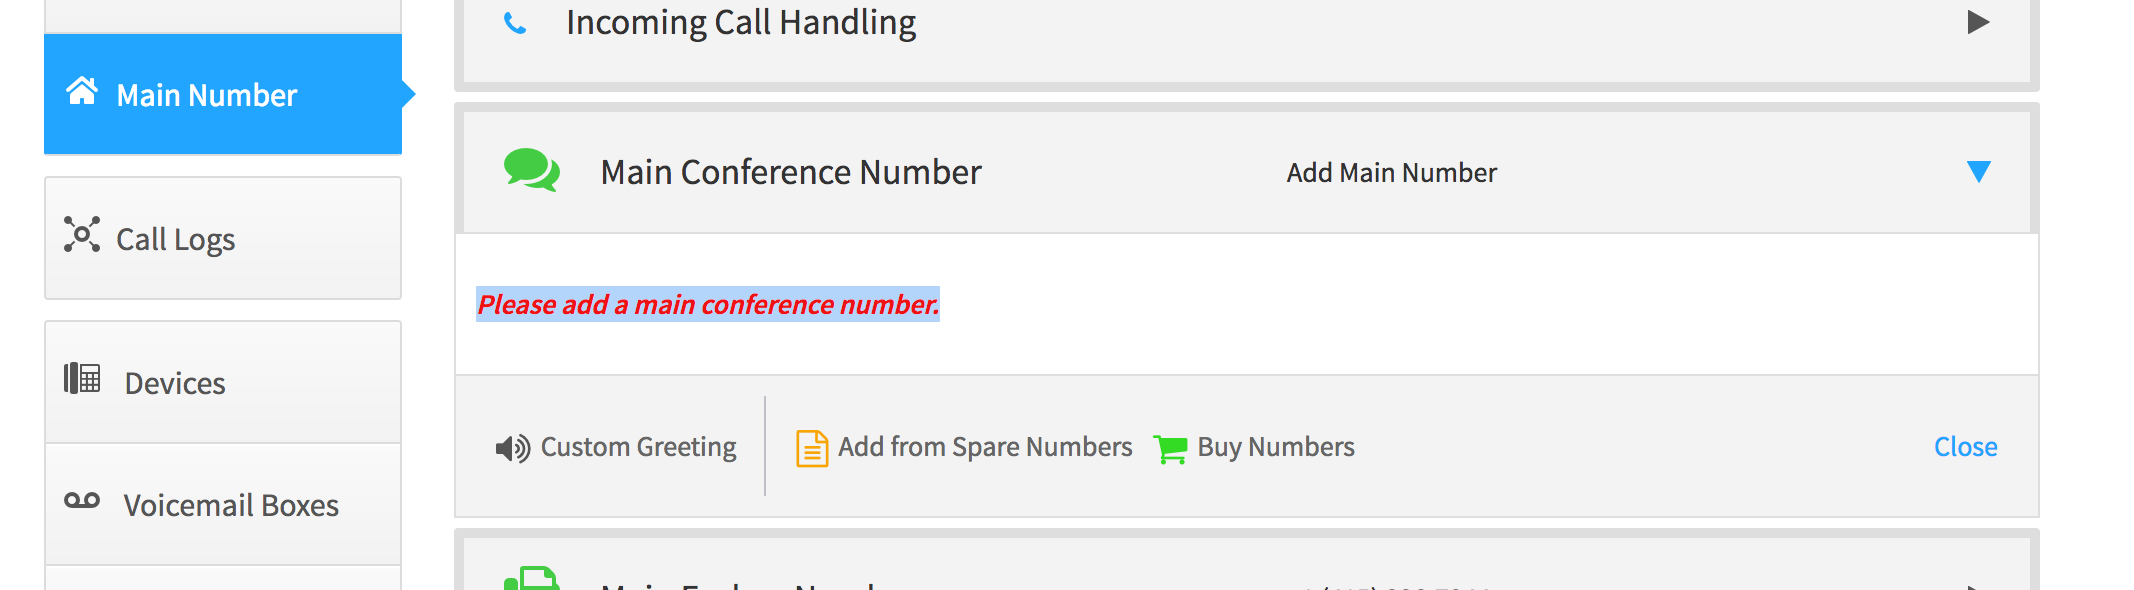 Incoming Call Handling
Main Number
Main Conference Number
Add Main Number
Call Logs
Please add a main conference number.
Devices
Custom Greeting
Add from Spare Numbers
Buy Numbers
Close
Voicemail Boxes
Main